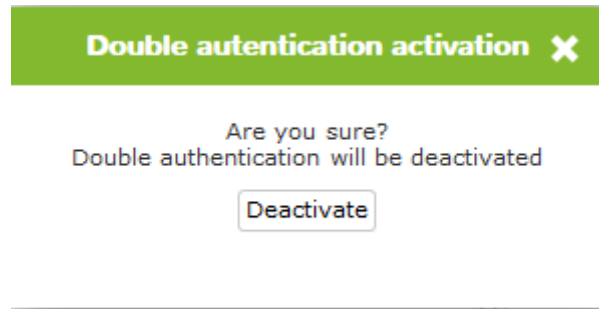 Double autentication activation
Are you sure?
Double authentication will be deactivated
Deactivate